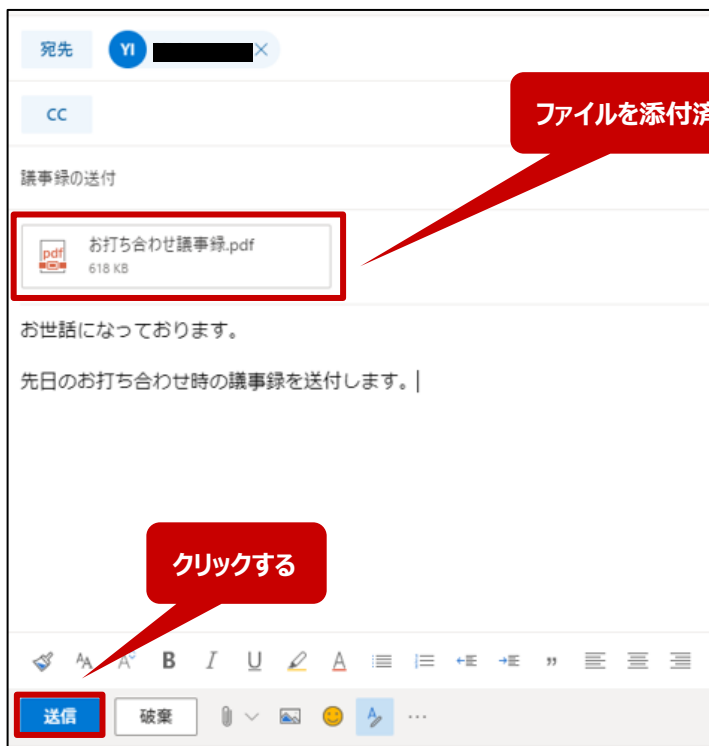 宛先 YI
CC
ファイルを添付済
議事録の送付
pdf お打ち合わせ議事録.pdf
618 KB
お世話になっております。
先日のお打ち合わせ時の議事録を送付します。
クリックする
B I U A
送信 破棄